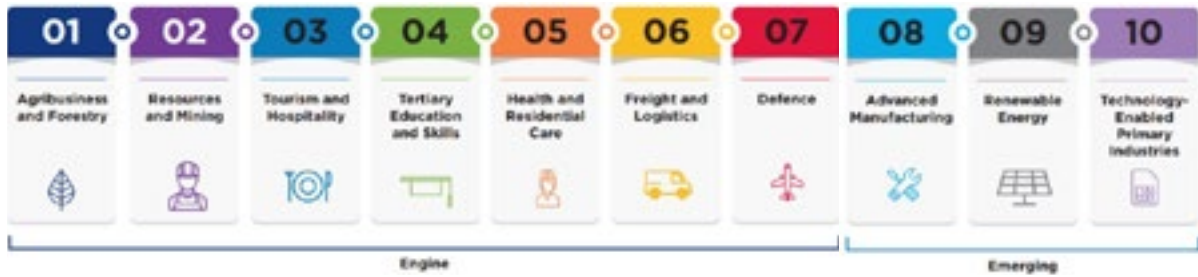 01
02
03
04
05
06
07
08
09
10
Agribusiness
and Forestry
Resources
and Mining
Tourism and
Hospitality
Tertiary
Education
and Skills
Health and
Residential
Care
Freight and
Logistics
Defence
Advanced
Manufacturing
Renewable
Energy
Technology-
Enabled
Primary
Industries
Engine
Emerging